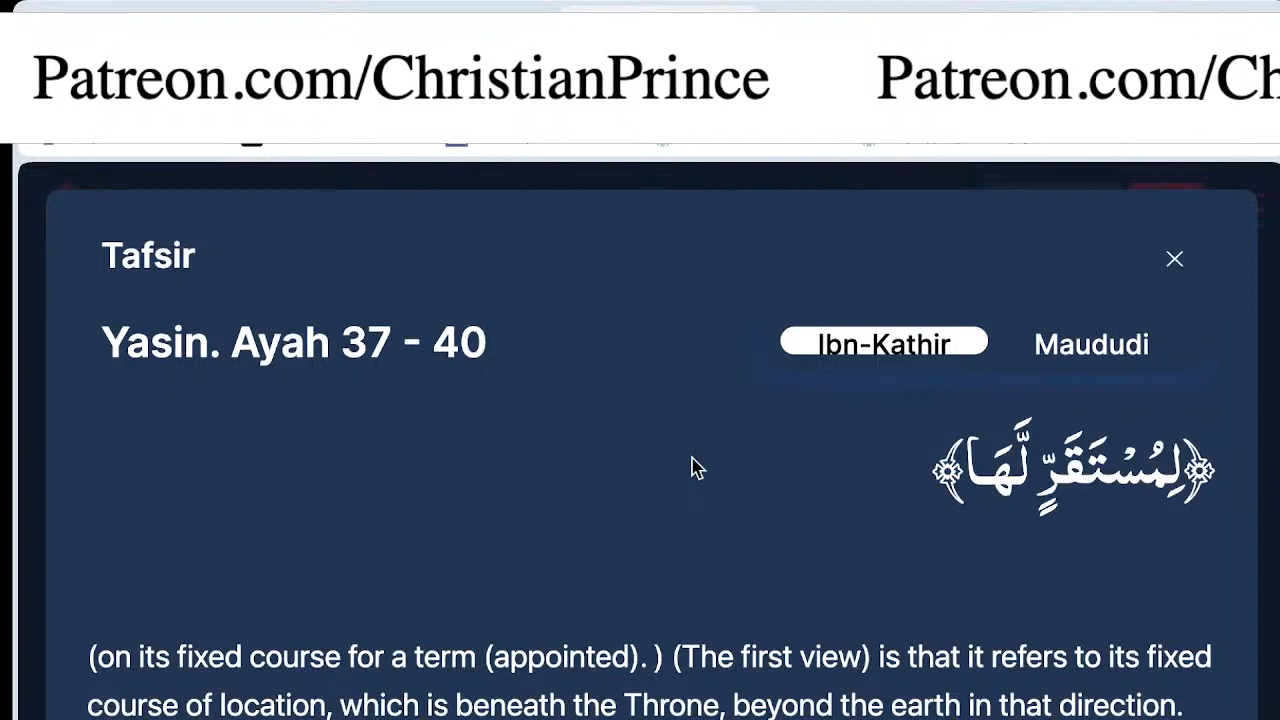 Patreon.com/ChristianPrince Patreon.com/Ch
Tafsir
Yasin. Ayah 37 - 40
Ibn-Kathir Maududi
﴿لِمُسْتَقَرٍّ لَّهَا﴾
(on its fixed course for a term (appointed). ) (The first view) is that it refers to its fixed
course of location, which is beneath the Throne, beyond the earth in that direction.